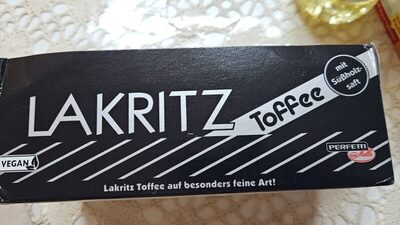 LAKRITZ Toffee
mit
Süßholz-
saft
VEGAN
PERFETTI
Lakritz Toffee auf besonders feine Art!